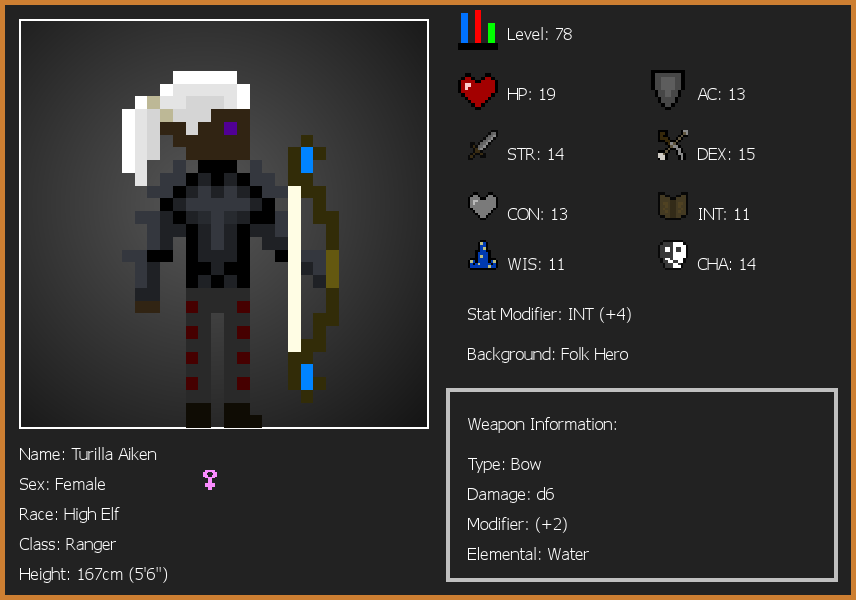 Level: 78
HP: 19
AC: 13
STR: 14
DEX: 15
CON: 13
INT: 11
WIS: 11
CHA: 14
Stat Modifier: INT (+4)
Background: Folk Hero
Weapon Information:
Type: Bow
Damage: d6
Modifier: (+2)
Elemental: Water
Name: Turilla Aiken
Sex: Female
Race: High Elf
Class: Ranger
Height: 167cm (5'6")